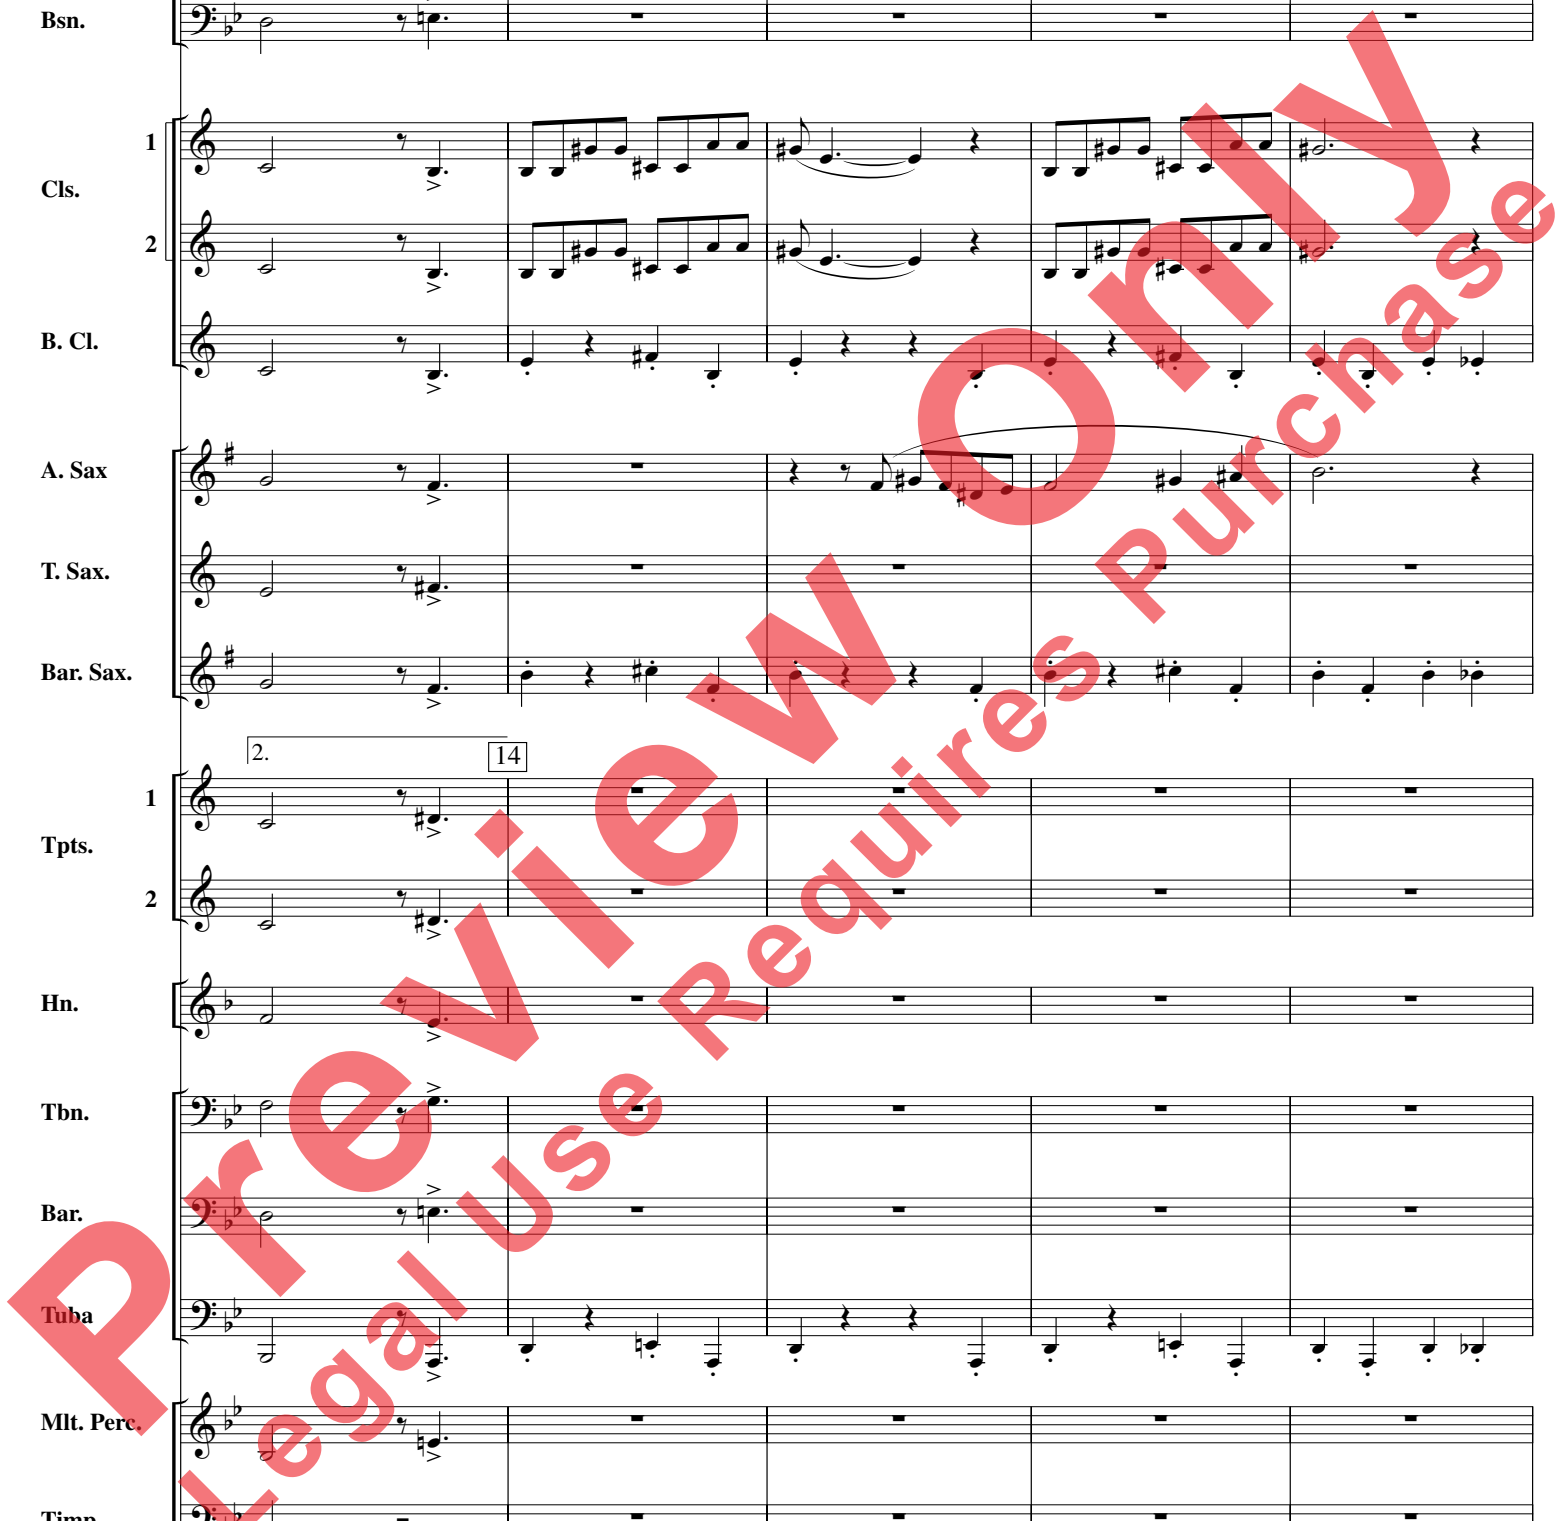 Bsn.
1
Cls.
2
B. Cl.
A. Sax
T. Sax.
Bar. Sax.
2.
14
1
Tpts.
2
Hn.
Tbn.
Bar.
Tuba
Mlt. Perc.
Timp.
Preview Only
Legal Use Requires Purchase